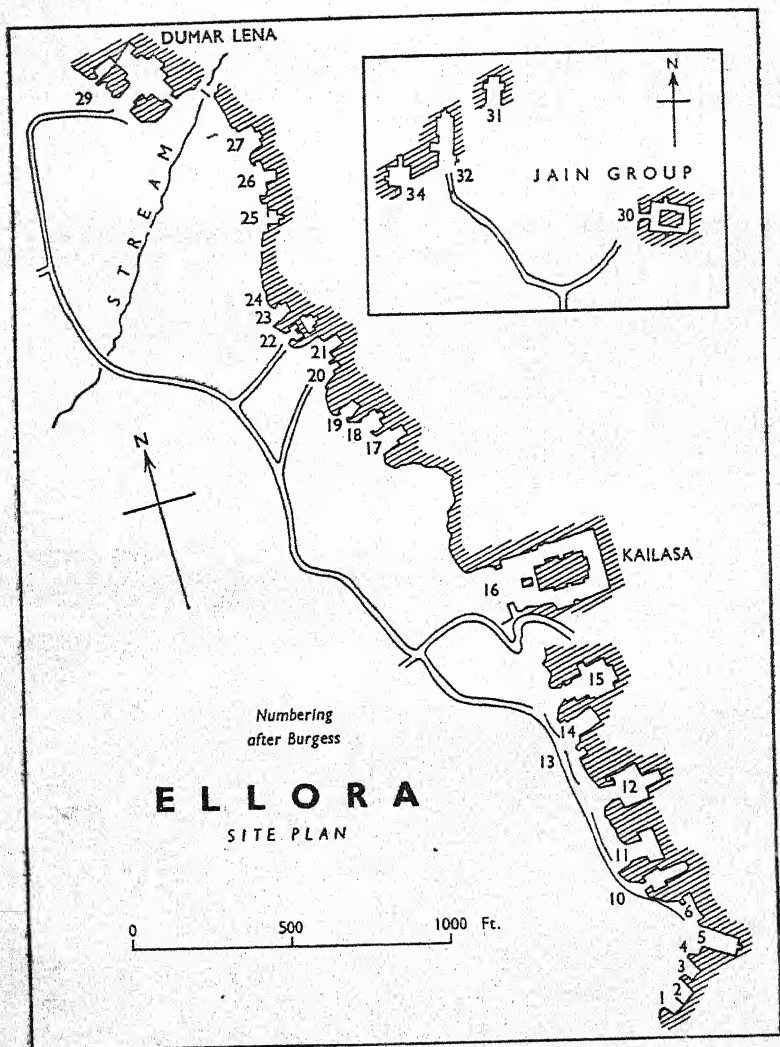 DUMAR LENA
29
27
26
25
24
23
22
21
20
19
18
17
STREAM
N
N
31
32
34
JAIN GROUP
30
16
KAILASA
15
14
13
12
11
10
6
5
4
3
2
1
Numbering
after Burgess
ELLORA
SITE PLAN
0 500 1000 Ft.